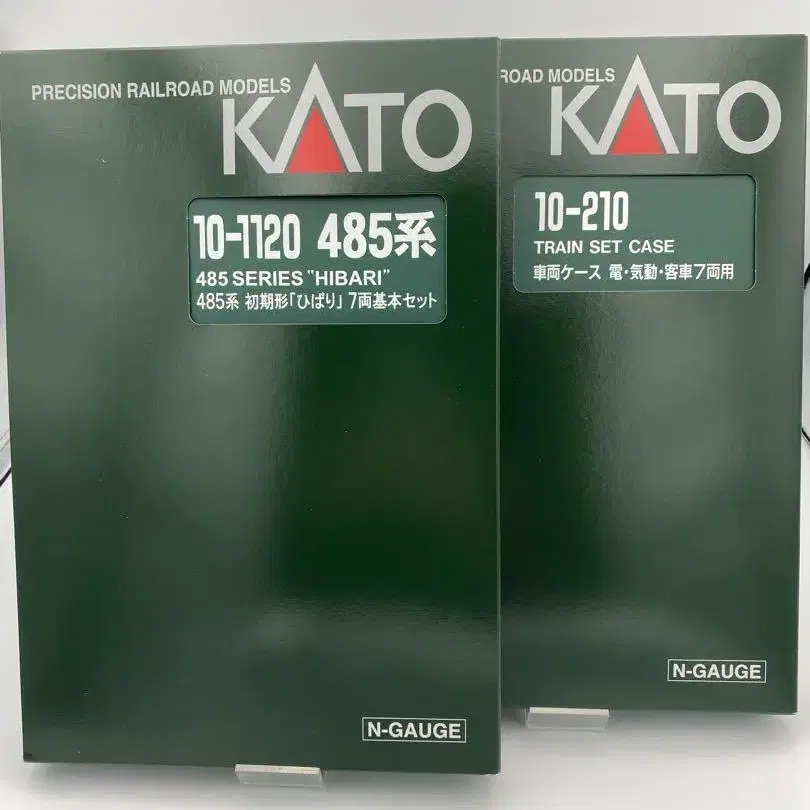 PRECISION RAILROAD MODELS
KATO
10-1120 485系
485 SERIES "HIBARI"
485系 初期形「ひばり」7両基本セット
N-GAUGE
ROAD MODELS
KATO
10-210
TRAIN SET CASE
車両ケース 電・気動・客車7両用
N-GAUGE